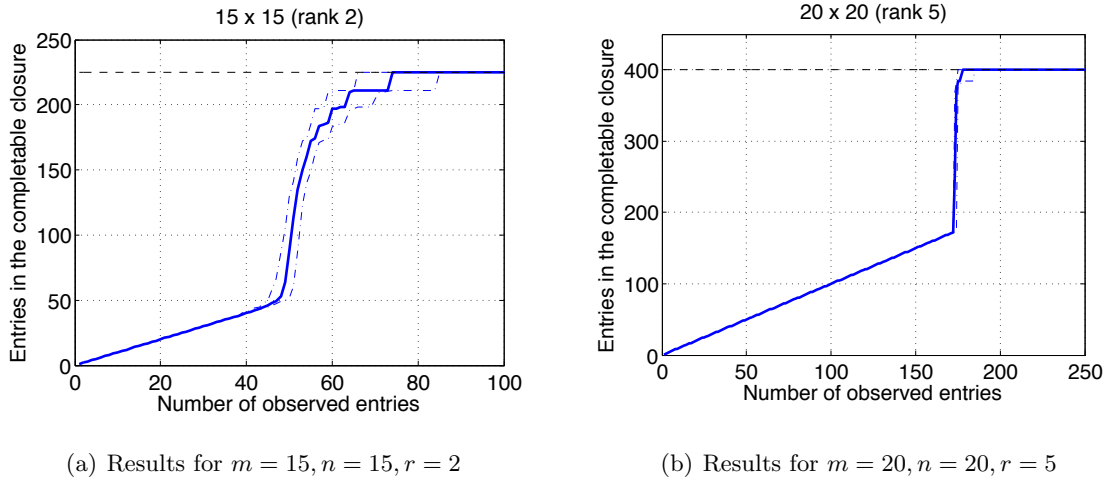 15 x 15 (rank 2)
250
200
150
100
50
0
Entries in the completable closure
0 20 40 60 80 100
Number of observed entries
(a) Results for m = 15, n = 15, r = 2
20 x 20 (rank 5)
400
300
200
100
0
Entries in the completable closure
0 50 100 150 200 250
Number of observed entries
(b) Results for m = 20, n = 20, r = 5